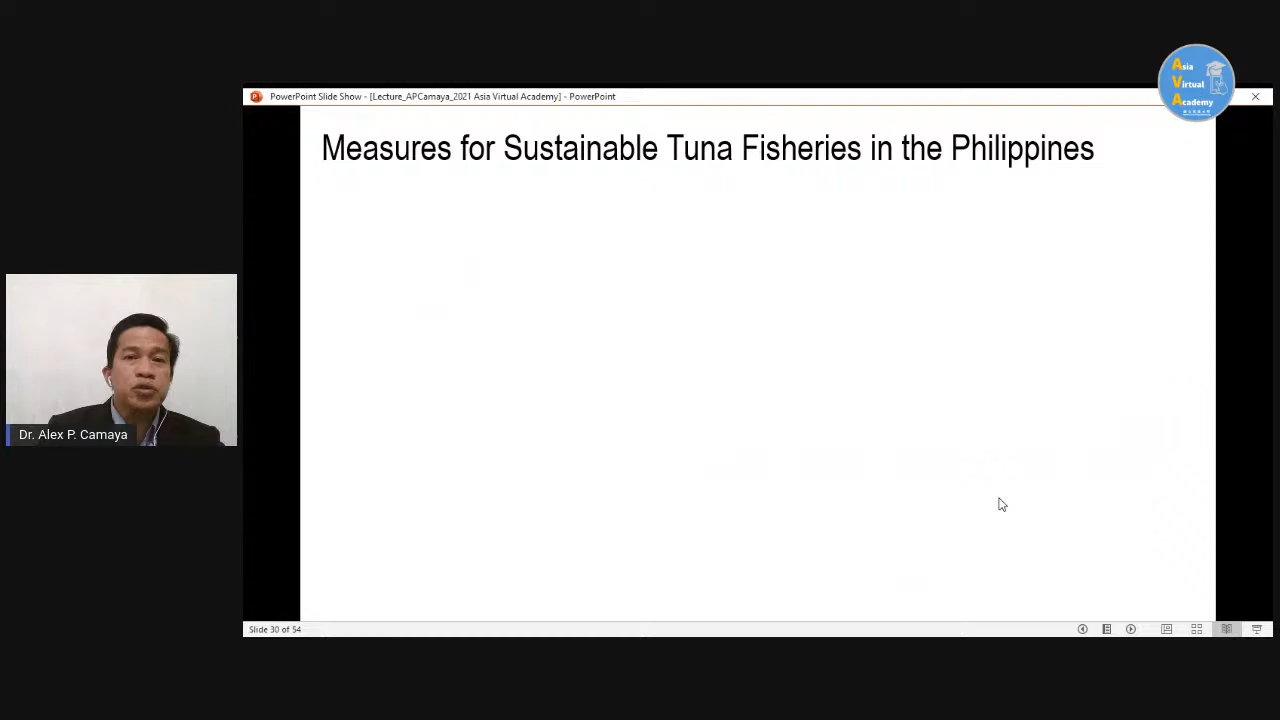 Asia
Virtual
Academy
PowerPoint Slide Show - [Lecture_APCamaya_2021 Asia Virtual Academy] - PowerPoint
Measures for Sustainable Tuna Fisheries in the Philippines
Dr. Alex P. Camaya
Slide 30 of 54